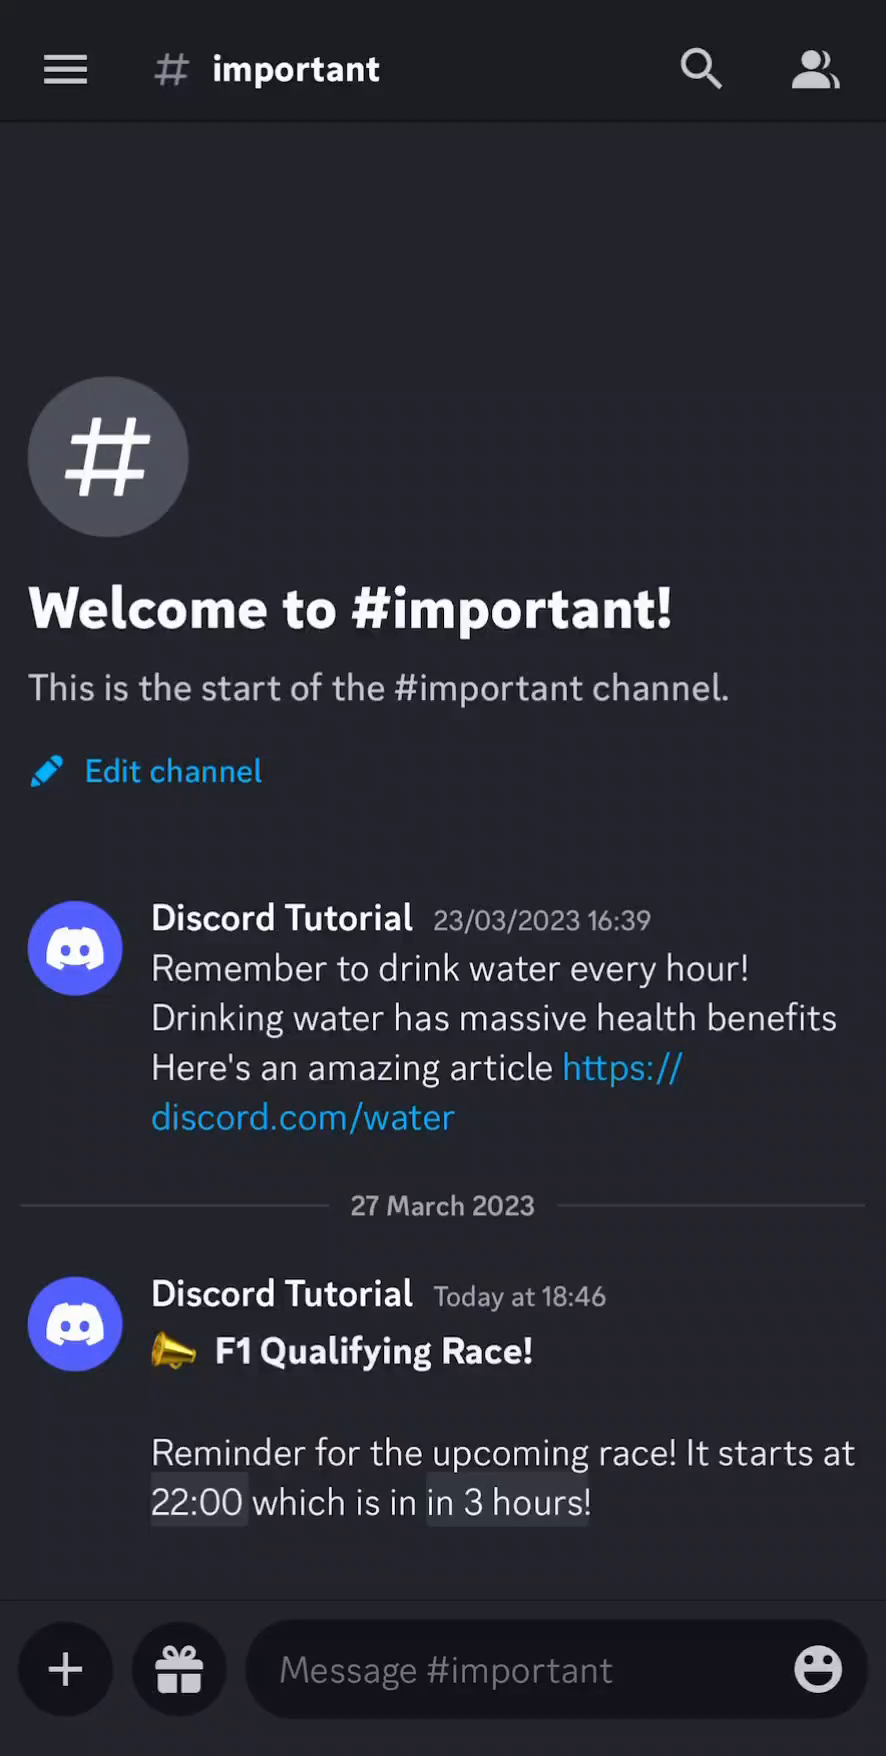 # important
#
Welcome to #important!
This is the start of the #important channel.
Edit channel
Discord Tutorial 23/03/2023 16:39
Remember to drink water every hour!
Drinking water has massive health benefits
Here's an amazing article https://
discord.com/water
27 March 2023
Discord Tutorial Today at 18:46
F1 Qualifying Race!
Reminder for the upcoming race! It starts at
22:00 which is in in 3 hours!
Message #important